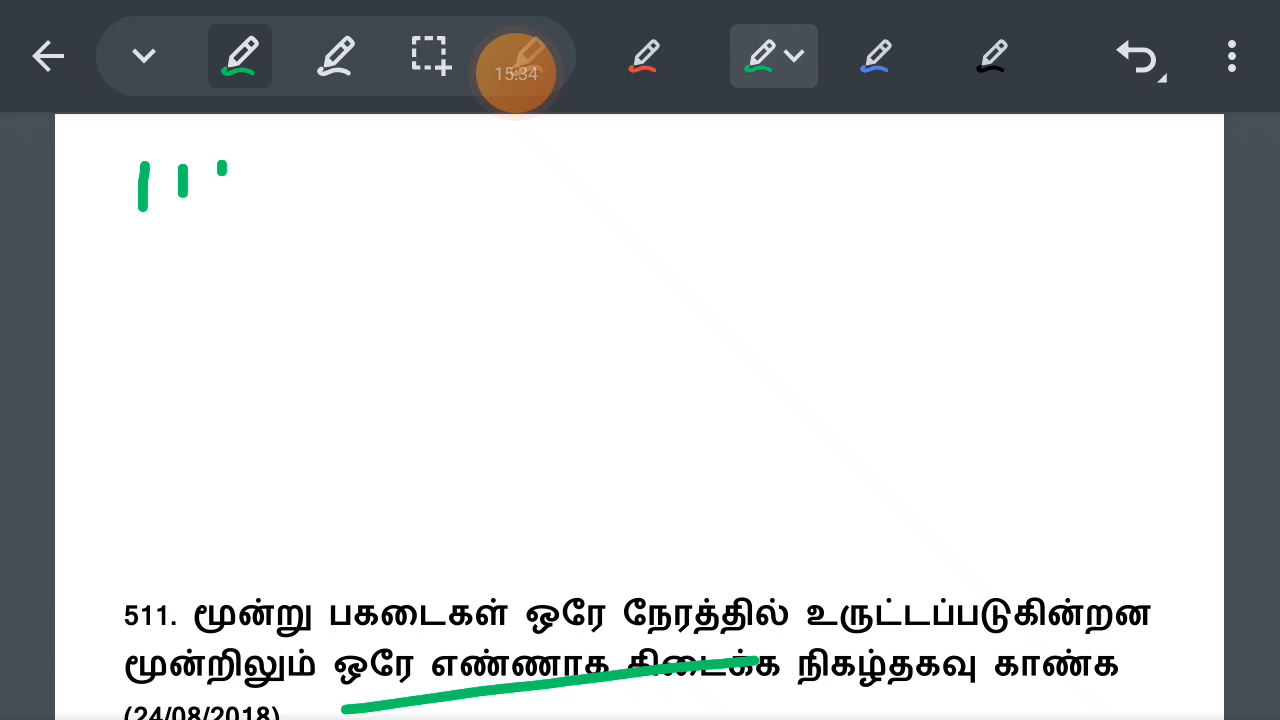 15:34
511. மூன்று பகடைகள் ஒரே நேரத்தில் உருட்டப்படுகின்றன
மூன்றிலும் ஒரே எண்ணாக கிடைக்க நிகழ்தகவு காண்க
(24/08/2018)